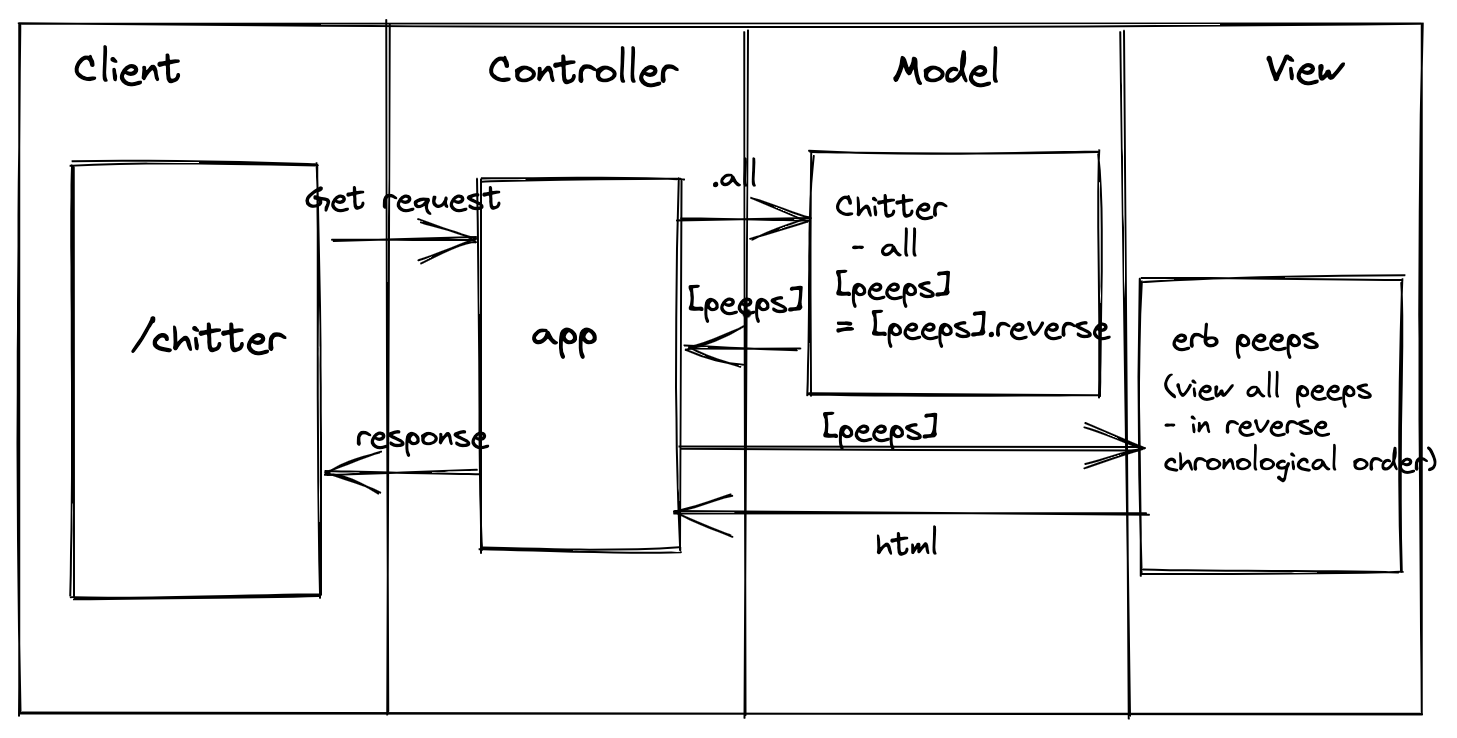 Client
Controller
Model
View
/chitter
Get request
app
.all
[peeps]
response
Chitter
- all
[peeps]
= [peeps].reverse
[peeps]
html
erb peeps
(view all peeps
- in reverse
chronological order)